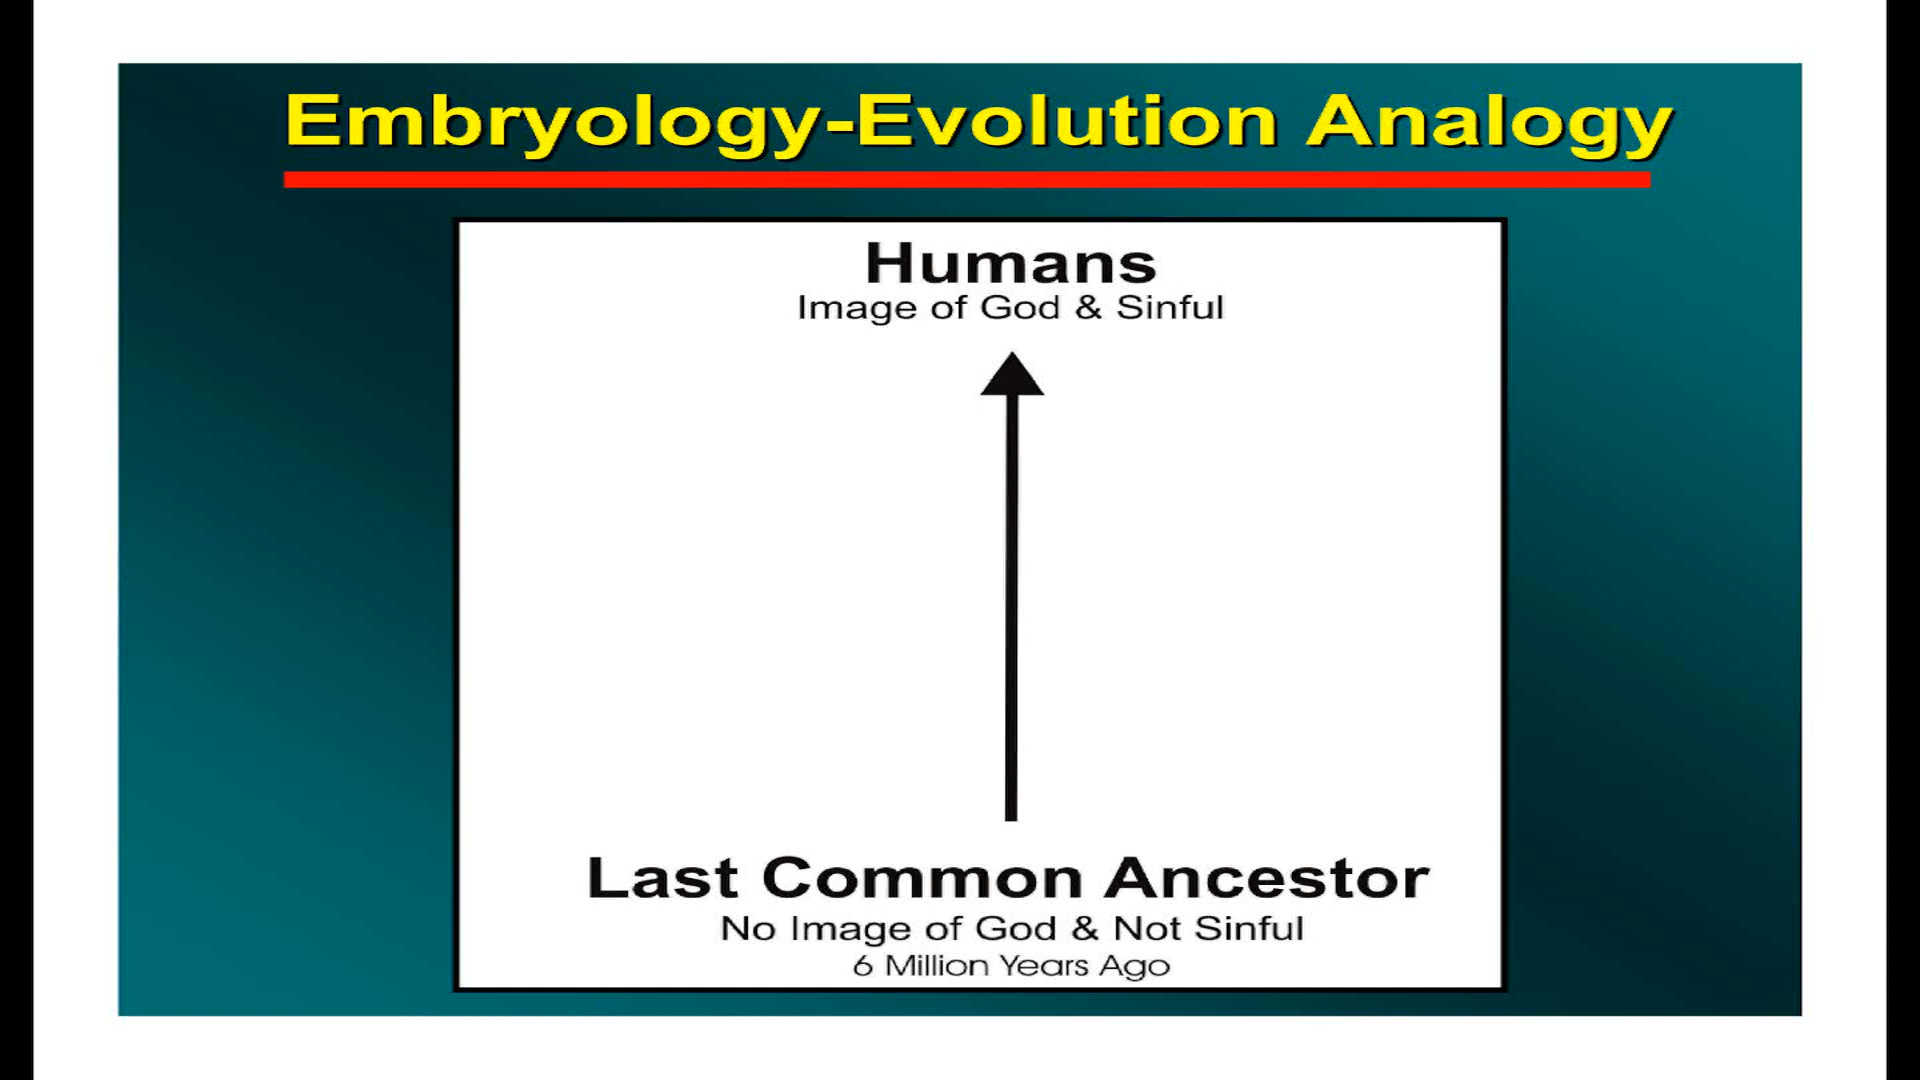 Embryology-Evolution Analogy
Humans
Image of God & Sinful
Last Common Ancestor
No Image of God & Not Sinful
6 Million Years Ago